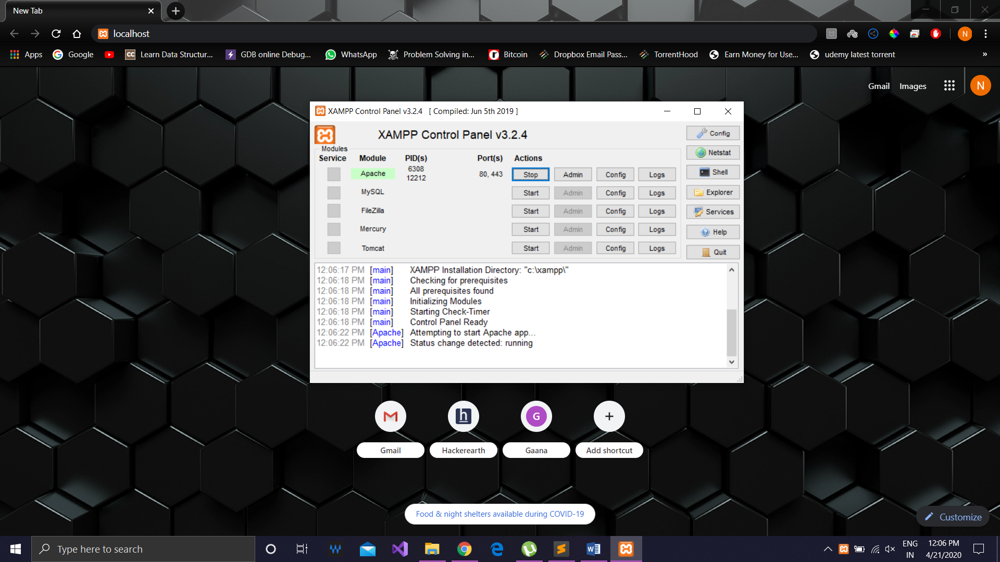 New Tab
localhost
Apps
Google
CC
Learn Data Structur...
GDB online Debug...
WhatsApp
Problem Solving in...
Bitcoin
Dropbox Email Pass...
TorrentHood
Earn Money for Use...
udemy latest torrent
»
N
Gmail
Images
N
XAMPP Control Panel v3.2.4 [ Compiled: Jun 5th 2019 ]
XAMPP Control Panel v3.2.4
Config
Netstat
Shell
Explorer
Services
Help
Quit
Modules
Service Module PID(s) Port(s) Actions
Apache 6308 12212 80, 443 Stop Admin Config Logs
MySQL Start Admin Config Logs
FileZilla Start Admin Config Logs
Mercury Start Admin Config Logs
Tomcat Start Admin Config Logs
12:06:17 PM [main] XAMPP Installation Directory: "c:\xampp\"
12:06:18 PM [main] Checking for prerequisites
12:06:18 PM [main] All prerequisites found
12:06:18 PM [main] Initializing Modules
12:06:18 PM [main] Starting Check-Timer
12:06:18 PM [main] Control Panel Ready
12:06:22 PM [Apache] Attempting to start Apache app...
12:06:22 PM [Apache] Status change detected: running
h
G
Gmail
Hackerearth
Gaana
Add shortcut
Food & night shelters available during COVID-19
Customize
Type here to search
ENG
IN
12:06 PM
4/21/2020